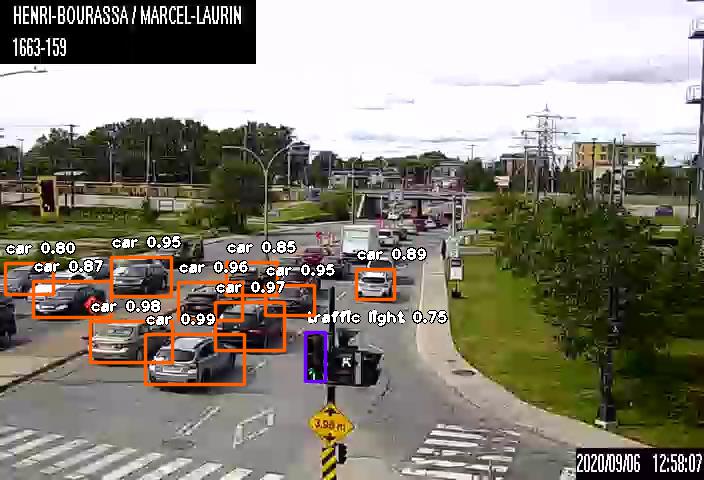 HENRI-BOURASSA / MARCEL-LAURIN
1663-159
car 0.80
car 0.87
car 0.95
car 0.85
car 0.96
car 0.95
car 0.89
car 0.97
car 0.98
car 0.99
traffic light 0.75
3.95 m
2020/09/06 12:58:07